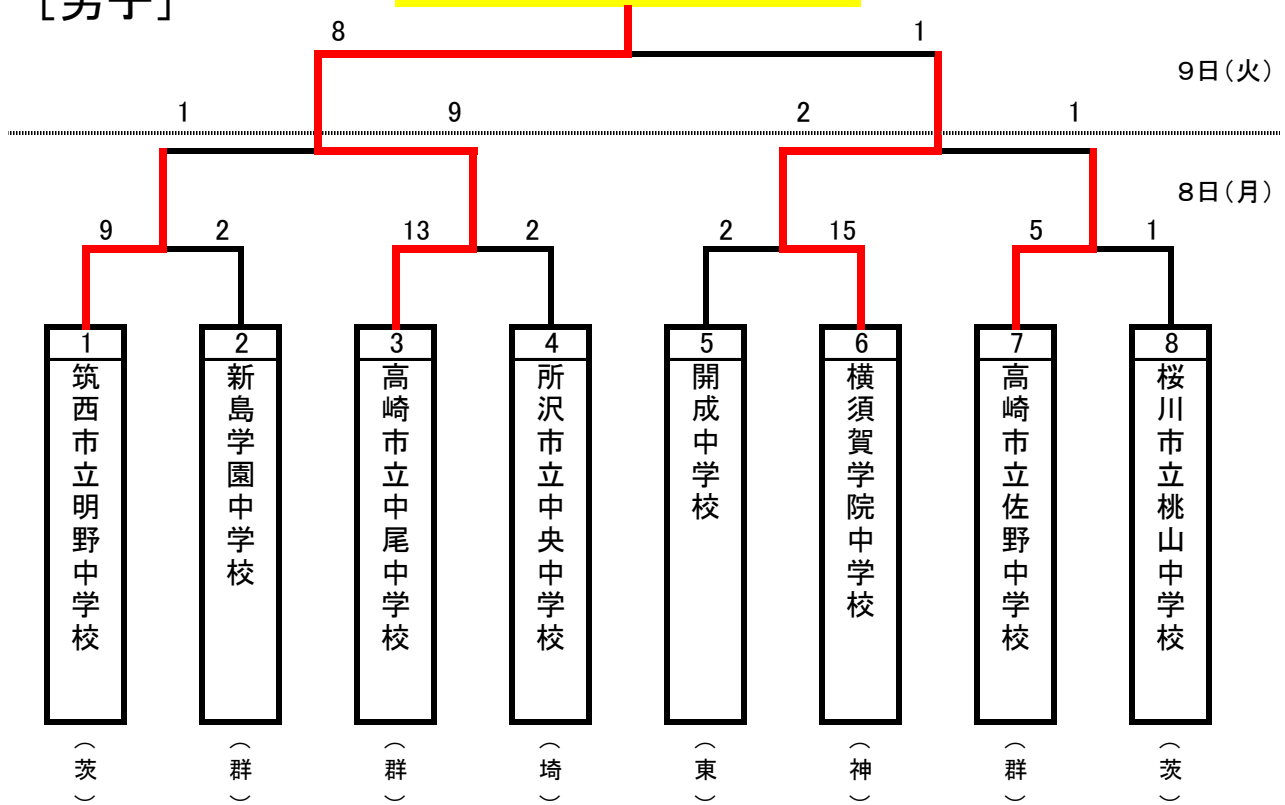 ［男子］
8 1
9日（火）
1 9 2 1
8日（月）
9 2 13 2 2 15 5 1
1 2 3 4 5 6 7 8
筑西市立明野中学校
新島学園中学校
高崎市立中尾中学校
所沢市立中央中学校
開成中学校
横須賀学院中学校
高崎市立佐野中学校
桜川市立桃山中学校
（茨） （群） （群） （埼） （東） （神） （群） （茨）